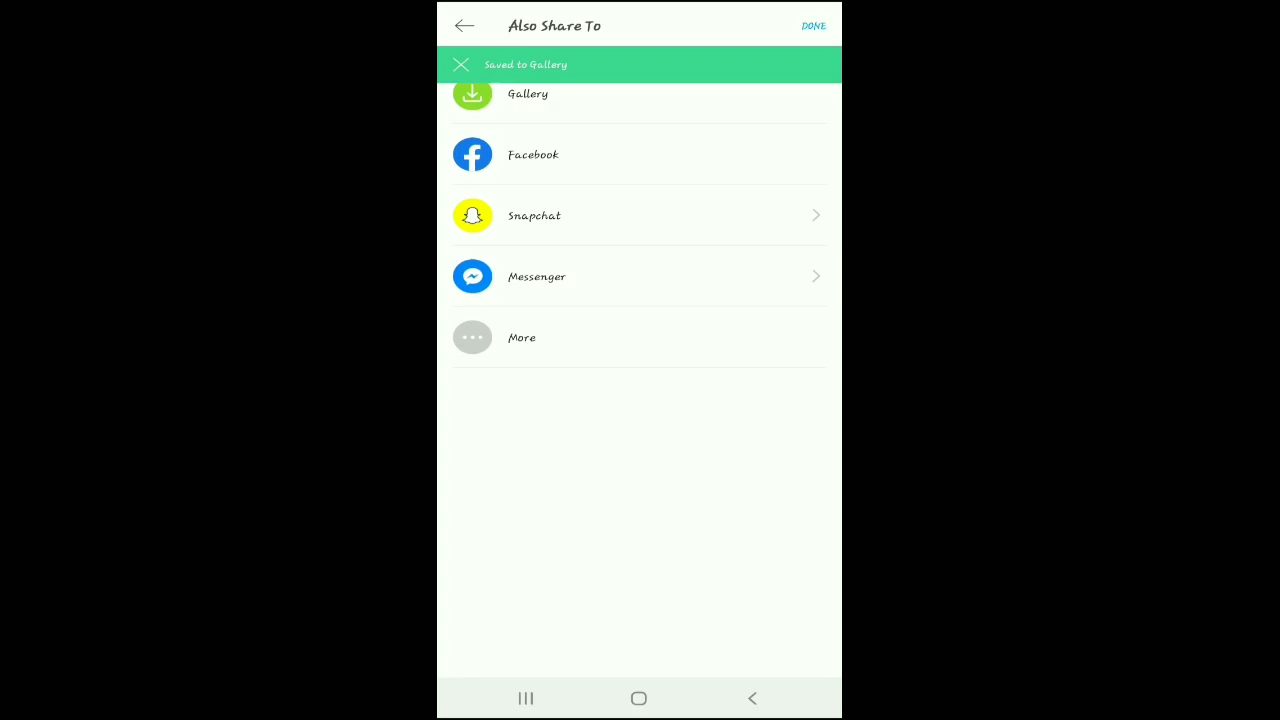 Also Share To
DONE
Saved to Gallery
Gallery
Facebook
Snapchat
Messenger
More